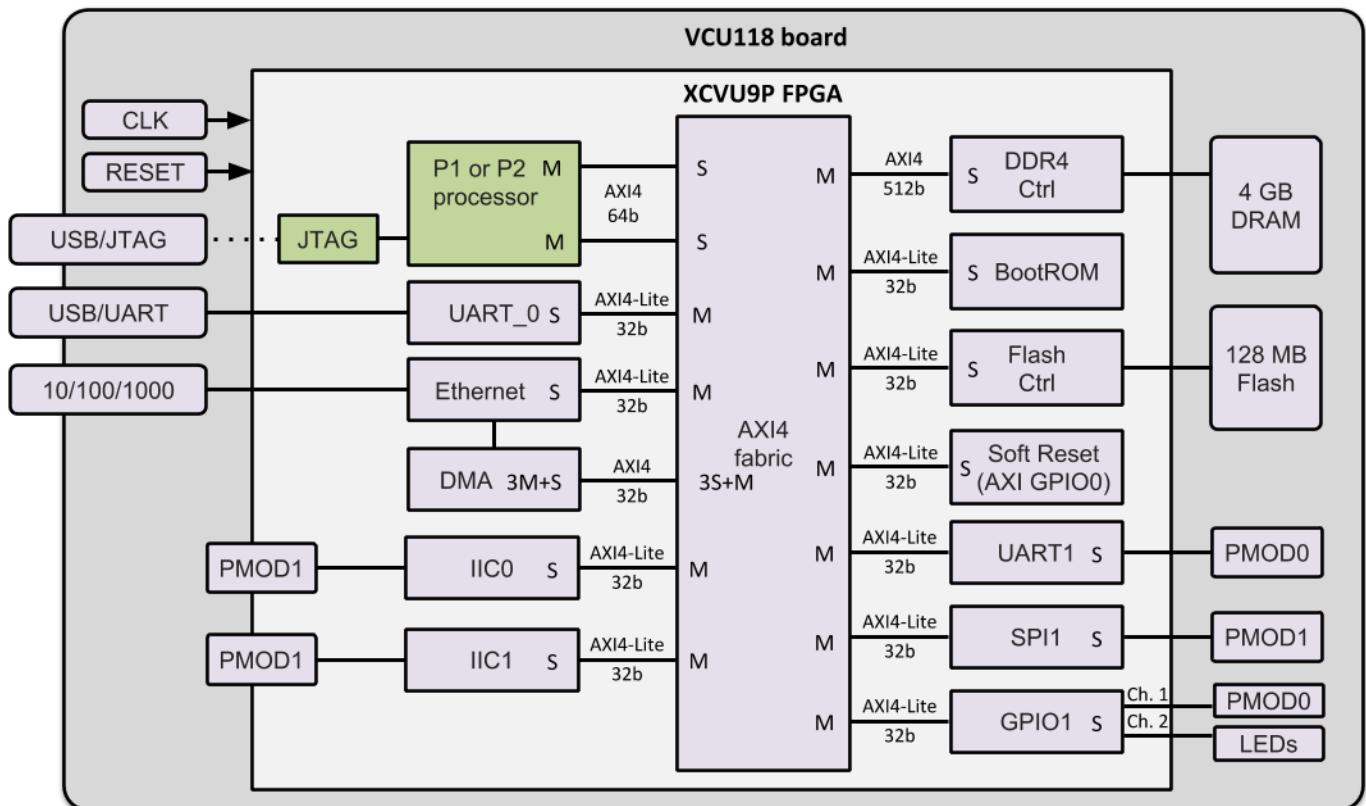 VCU118 board
XCVU9P FPGA
CLK
RESET
USB/JTAG
USB/UART
10/100/1000
PMOD1
PMOD1
JTAG
P1 or P2 M
processor
M
UART_0 S
Ethernet S
DMA 3M+S
IIC0 S
IIC1 S
AXI4
64b
AXI4-Lite
32b
AXI4-Lite
32b
AXI4
32b
AXI4-Lite
32b
AXI4-Lite
32b
S
S
M
M
3S+M
M
M
AXI4
fabric
M
M
M
M
M
M
M
AXI4
512b
AXI4-Lite
32b
AXI4-Lite
32b
AXI4-Lite
32b
AXI4-Lite
32b
AXI4-Lite
32b
AXI4-Lite
32b
S DDR4
Ctrl
S BootROM
S Flash
Ctrl
S Soft Reset
(AXI GPIO0)
UART1 S
SPI1 S
GPIO1 S
Ch. 1
Ch. 2
4 GB
DRAM
128 MB
Flash
PMOD0
PMOD1
PMOD0
LEDs